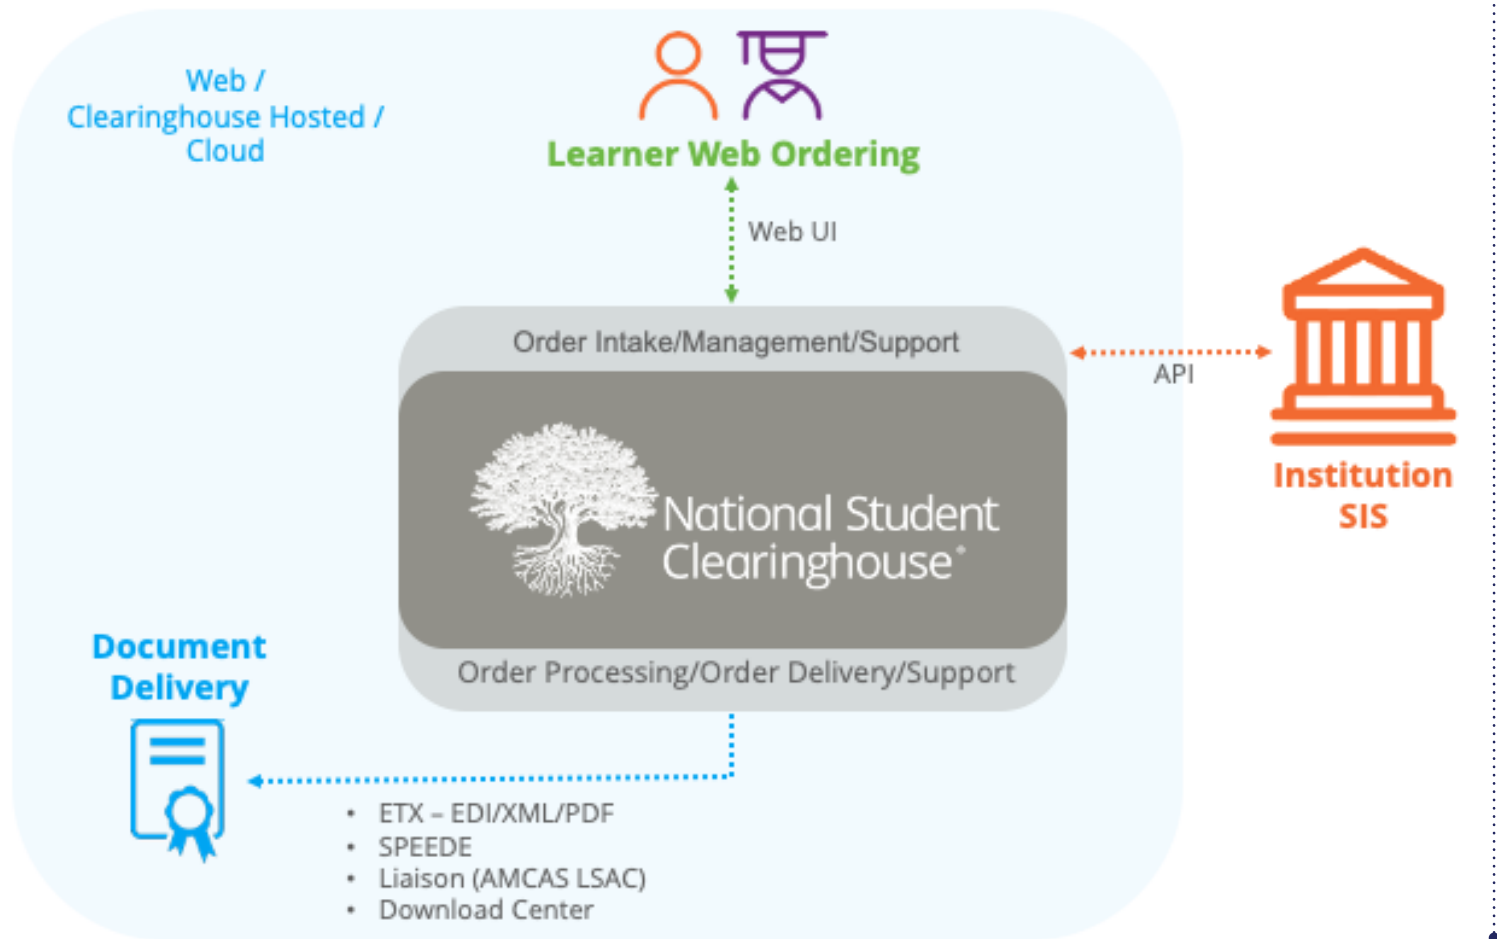 Web /
Clearinghouse Hosted /
Cloud
Learner Web Ordering
Web UI
Order Intake/Management/Support
API
National Student
Clearinghouse®
Institution
SIS
Order Processing/Order Delivery/Support
Document
Delivery
• ETX – EDI/XML/PDF
• SPEEDE
• Liaison (AMCAS LSAC)
• Download Center